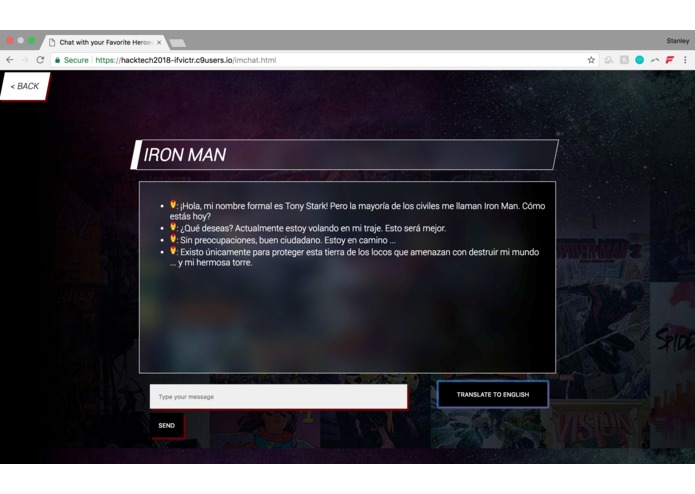 Chat with your Favorite Heroe
Stanley
Secure https://hacktech2018-ifvictr.c9users.io/imchat.html
< BACK
IRON MAN
: ¡Hola, mi nombre formal es Tony Stark! Pero la mayoría de los civiles me llaman Iron Man. Cómo
estás hoy?
: ¿Qué deseas? Actualmente estoy volando en mi traje. Esto será mejor.
: Sin preocupaciones, buen ciudadano. Estoy en camino ...
: Existo únicamente para proteger esta tierra de los locos que amenazan con destruir mi mundo
... y mi hermosa torre.
Type your message
TRANSLATE TO ENGLISH
SEND